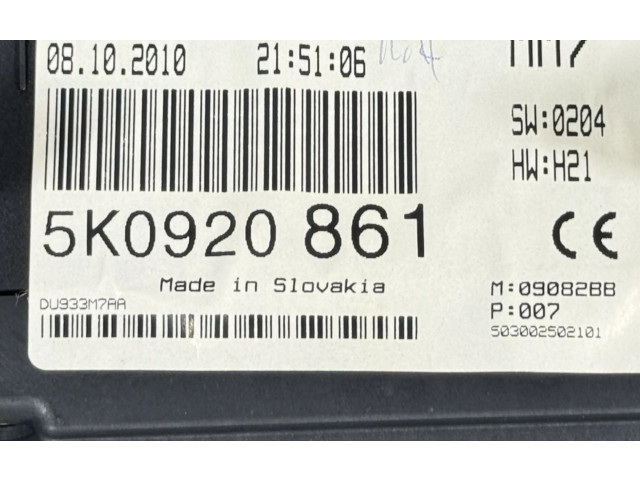 08.10.2010 21:51:06
SW:0204
HW:H21
5K0920 861
CE
Made in Slovakia
M:09082BB
P:007
DU933M7AA
503002502101